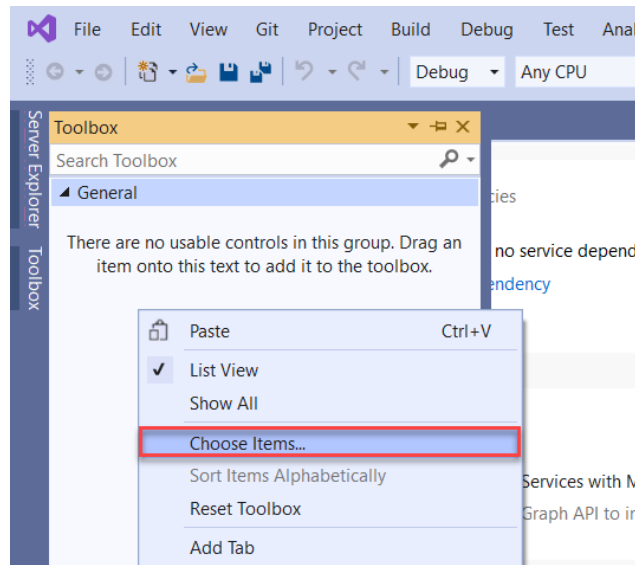 File Edit View Git Project Build Debug Test Anal
Debug Any CPU
Server Explorer
Toolbox
Toolbox
Search Toolbox
General
There are no usable controls in this group. Drag an
item onto this text to add it to the toolbox.
cies
no service depend
endency
Paste Ctrl+V
List View
Show All
Choose Items...
Sort Items Alphabetically
Reset Toolbox
Add Tab
Services with M
Graph API to in